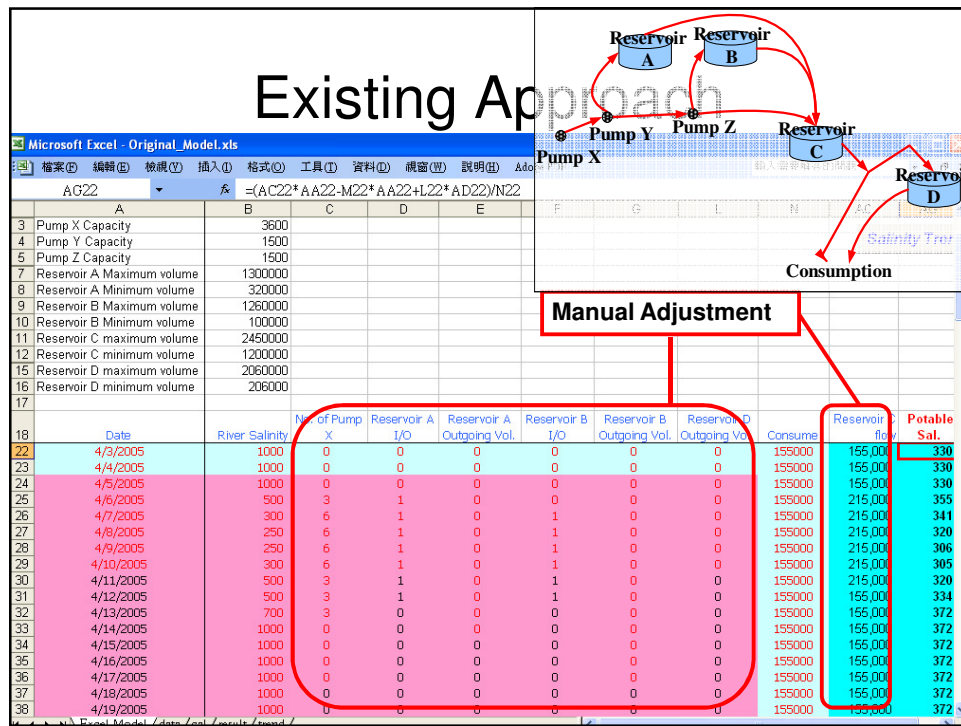 Existing Approach
Reservoir A
Reservoir B
Pump Y
Pump Z
Pump X
Reservoir C
Reservoir D
Consumption
Microsoft Excel - Original_Model.xls
檔案(F) 編輯(E) 檢視(V) 插入(I) 格式(O) 工具(T) 資料(D) 視窗(W) 說明(H)
AG22 fx =(AC22*AA22-M22*AA22+L22*AD22)/N22
A B C D E F G L N AC
3 Pump X Capacity 3600
4 Pump Y Capacity 1500
5 Pump Z Capacity 1500
7 Reservoir A Maximum volume 1300000
8 Reservoir A Minimum volume 320000
9 Reservoir B Maximum volume 1260000
10 Reservoir B Minimum volume 100000
11 Reservoir C maximum volume 2450000
12 Reservoir C minimum volume 1200000
15 Reservoir D maximum volume 2060000
16 Reservoir D minimum volume 206000
17
Manual Adjustment
18 Date River Salinity No. of Pump X Reservoir A I/O Reservoir A Outgoing Vol. Reservoir B I/O Reservoir B Outgoing Vol. Reservoir D Outgoing Vol. Consume Reservoir C flow Potable Sal.
22 4/3/2005 1000 0 0 0 0 0 0 155000 155,000 330
23 4/4/2005 1000 0 0 0 0 0 0 155000 155,000 330
24 4/5/2005 1000 0 0 0 0 0 0 155000 155,000 330
25 4/6/2005 500 3 1 0 0 0 0 155000 215,000 355
26 4/7/2005 300 6 1 0 1 0 0 155000 215,000 341
27 4/8/2005 250 6 1 0 1 0 0 155000 215,000 320
28 4/9/2005 250 6 1 0 1 0 0 155000 215,000 306
29 4/10/2005 300 6 1 0 1 0 0 155000 215,000 305
30 4/11/2005 500 3 1 0 1 0 0 155000 215,000 320
31 4/12/2005 500 3 1 0 1 0 0 155000 155,000 334
32 4/13/2005 700 3 0 0 0 0 0 155000 155,000 372
33 4/14/2005 1000 0 0 0 0 0 0 155000 155,000 372
34 4/15/2005 1000 0 0 0 0 0 0 155000 155,000 372
35 4/16/2005 1000 0 0 0 0 0 0 155000 155,000 372
36 4/17/2005 1000 0 0 0 0 0 0 155000 155,000 372
37 4/18/2005 1000 0 0 0 0 0 0 155000 155,000 372
38 4/19/2005 1000 0 0 0 0 0 0 155000 155,000 372
Excel Model / data / cal / result / trend /